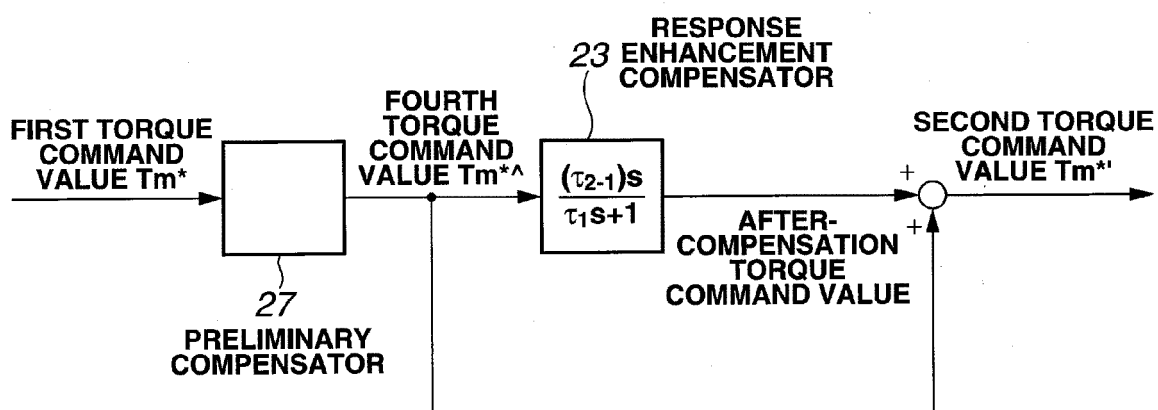 RESPONSE
ENHANCEMENT
COMPENSATOR
23
FIRST TORQUE
COMMAND
VALUE Tm*
FOURTH
TORQUE
COMMAND
VALUE Tm*^
SECOND TORQUE
COMMAND
VALUE Tm*'
(τ2-1)s
τ1s+1
+
+
AFTER-
COMPENSATION
TORQUE
COMMAND VALUE
27
PRELIMINARY
COMPENSATOR